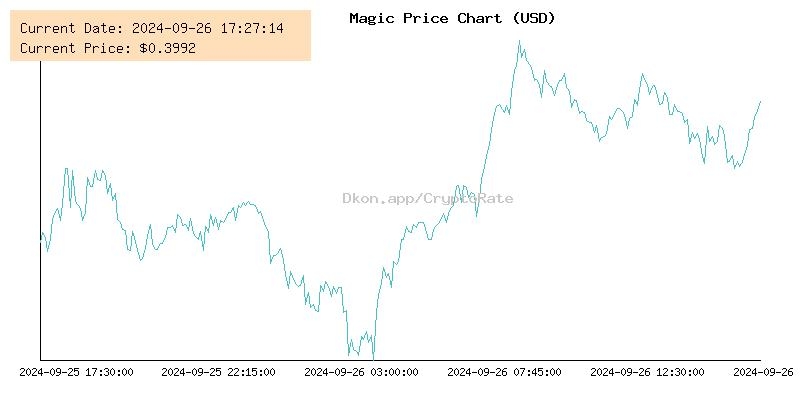 Magic Price Chart (USD)
Current Date: 2024-09-26 17:27:14
Current Price: $0.3992
Dkon.app/CryptoRate
2024-09-25 17:30:00
2024-09-25 22:15:00
2024-09-26 03:00:00
2024-09-26 07:45:00
2024-09-26 12:30:00
2024-09-26